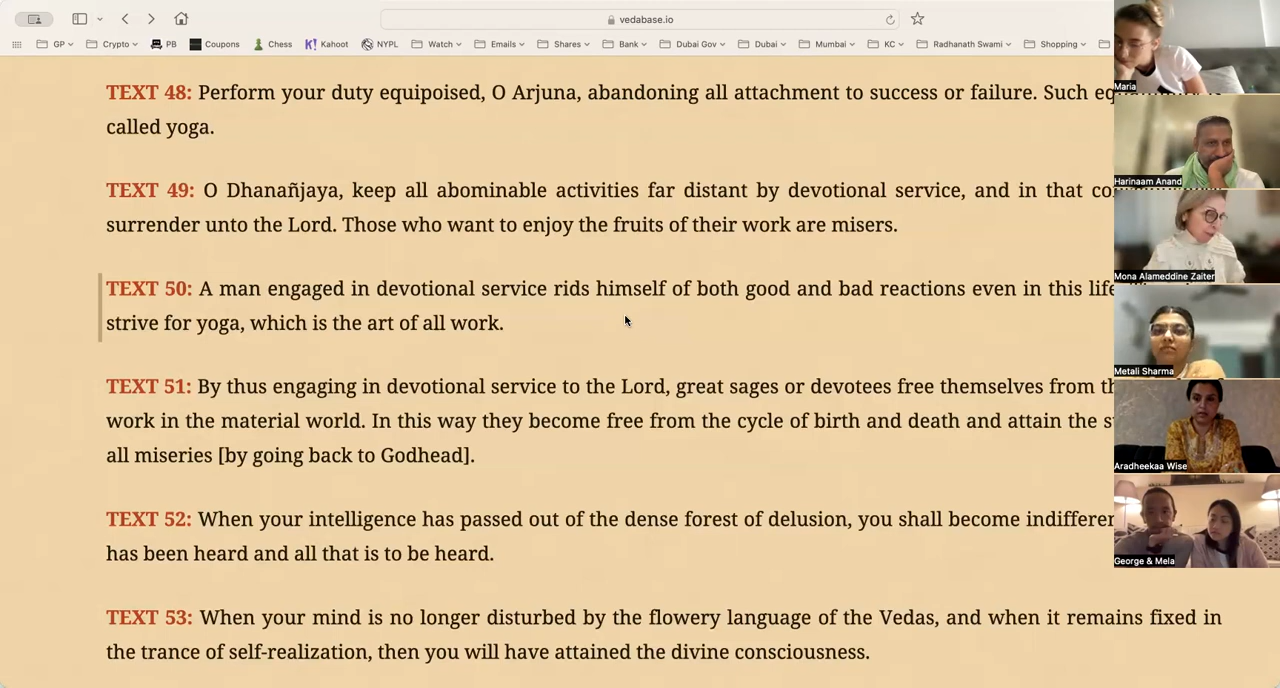 vedabase.io
GP Crypto PB Coupons Chess Kahoot NYPL Watch Emails Shares Bank Dubai Gov Dubai Mumbai KC Radhanath Swami Shopping
TEXT 48: Perform your duty equipoised, O Arjuna, abandoning all attachment to success or failure. Such
called yoga.
TEXT 49: O Dhanañjaya, keep all abominable activities far distant by devotional service, and in that
surrender unto the Lord. Those who want to enjoy the fruits of their work are misers.
TEXT 50: A man engaged in devotional service rids himself of both good and bad reactions even in this life
strive for yoga, which is the art of all work.
TEXT 51: By thus engaging in devotional service to the Lord, great sages or devotees free themselves from
work in the material world. In this way they become free from the cycle of birth and death and attain the
all miseries [by going back to Godhead].
TEXT 52: When your intelligence has passed out of the dense forest of delusion, you shall become
has been heard and all that is to be heard.
TEXT 53: When your mind is no longer disturbed by the flowery language of the Vedas, and when it remains fixed in
the trance of self-realization, then you will have attained the divine consciousness.
Maria
Harinaam Anand
Mona Alameddine Zaiter
Metali Sharma
Aradheekaa Wise
George & Mela